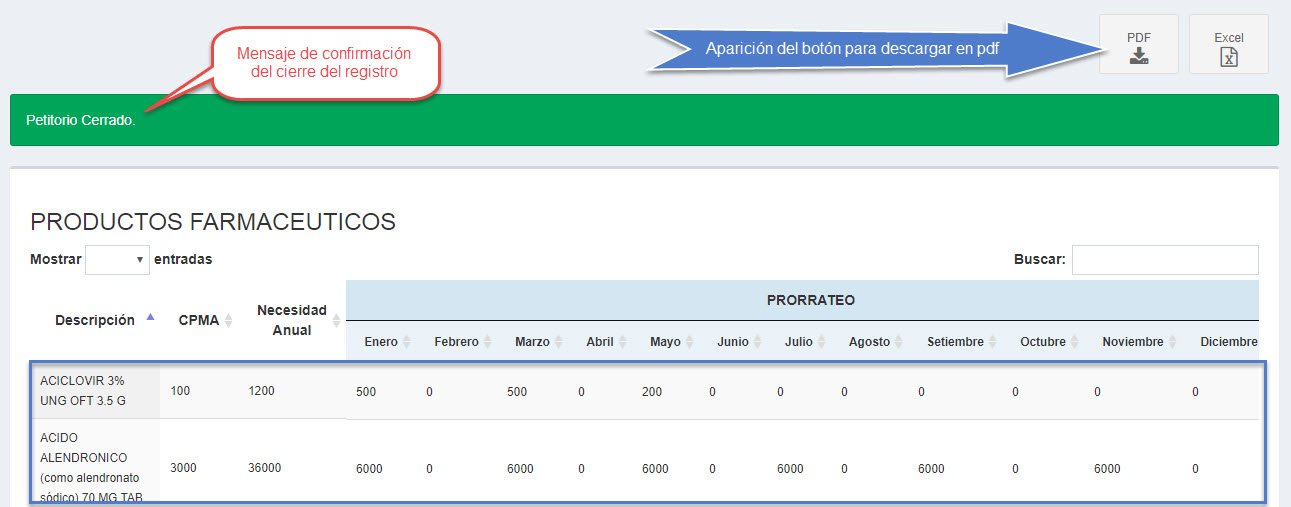 Mensaje de confirmación
del cierre del registro
Aparición del botón para descargar en pdf
PDF
Excel
Petitorio Cerrado.
PRODUCTOS FARMACEUTICOS
Mostrar entradas
Buscar:
Descripción CPMA Necesidad Anual PRORRATEO
Enero Febrero Marzo Abril Mayo Junio Julio Agosto Setiembre Octubre Noviembre Diciembre
ACICLOVIR 3%
UNG OFT 3.5 G
100 1200 500 0 500 0 200 0 0 0 0 0 0 0
ACIDO
ALENDRONICO
(como alendronato
sódico) 70 MG TAB
3000 36000 6000 0 6000 0 6000 0 6000 0 6000 0 6000 0